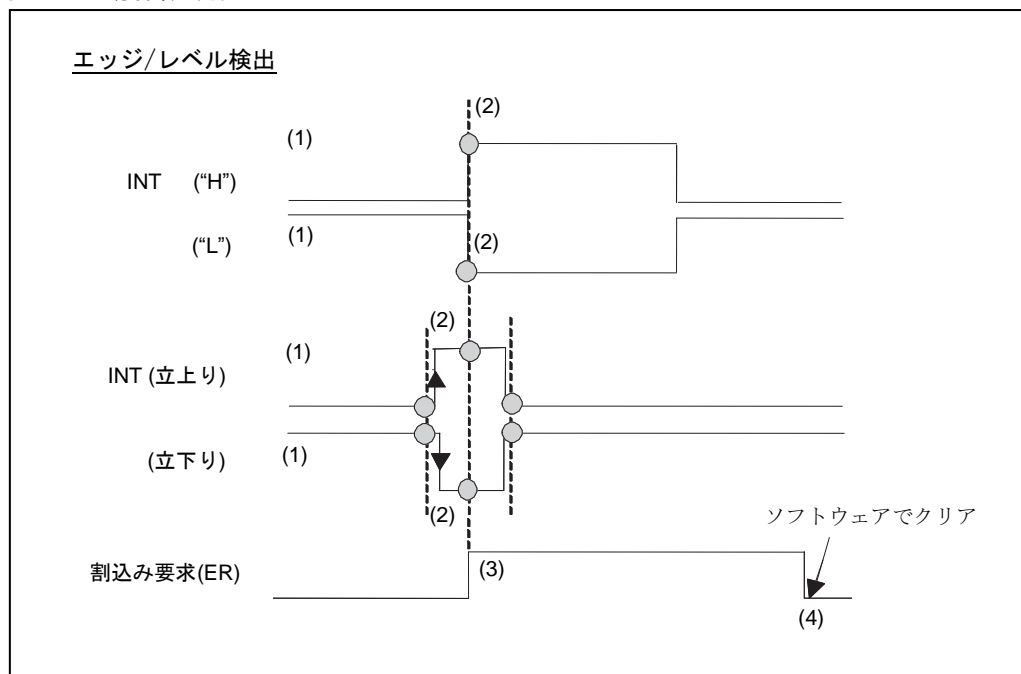 エッジ/レベル検出
(2)
(1)
INT ("H")
(1)
("L")
(2)
(2)
(1)
INT (立上り)
(立下り)
(1)
(2)
ソフトウェアでクリア
割込み要求(ER)
(3)
(4)